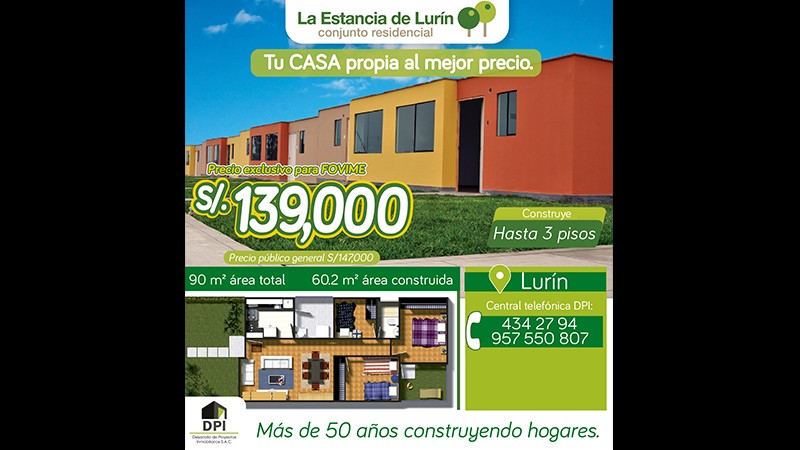 La Estancia de Lurín
conjunto residencial
Tu CASA propia al mejor precio.
Precio exclusivo para FOVIME
S/. 139,000
Precio público general S/147,000
Construye
Hasta 3 pisos
90 m² área total 60.2 m² área construida
Lurín
Central telefónica DPI:
434 27 94
957 550 807
DPI
Desarrollo de Proyectos
Inmobiliarios S.A.C.
Más de 50 años construyendo hogares.